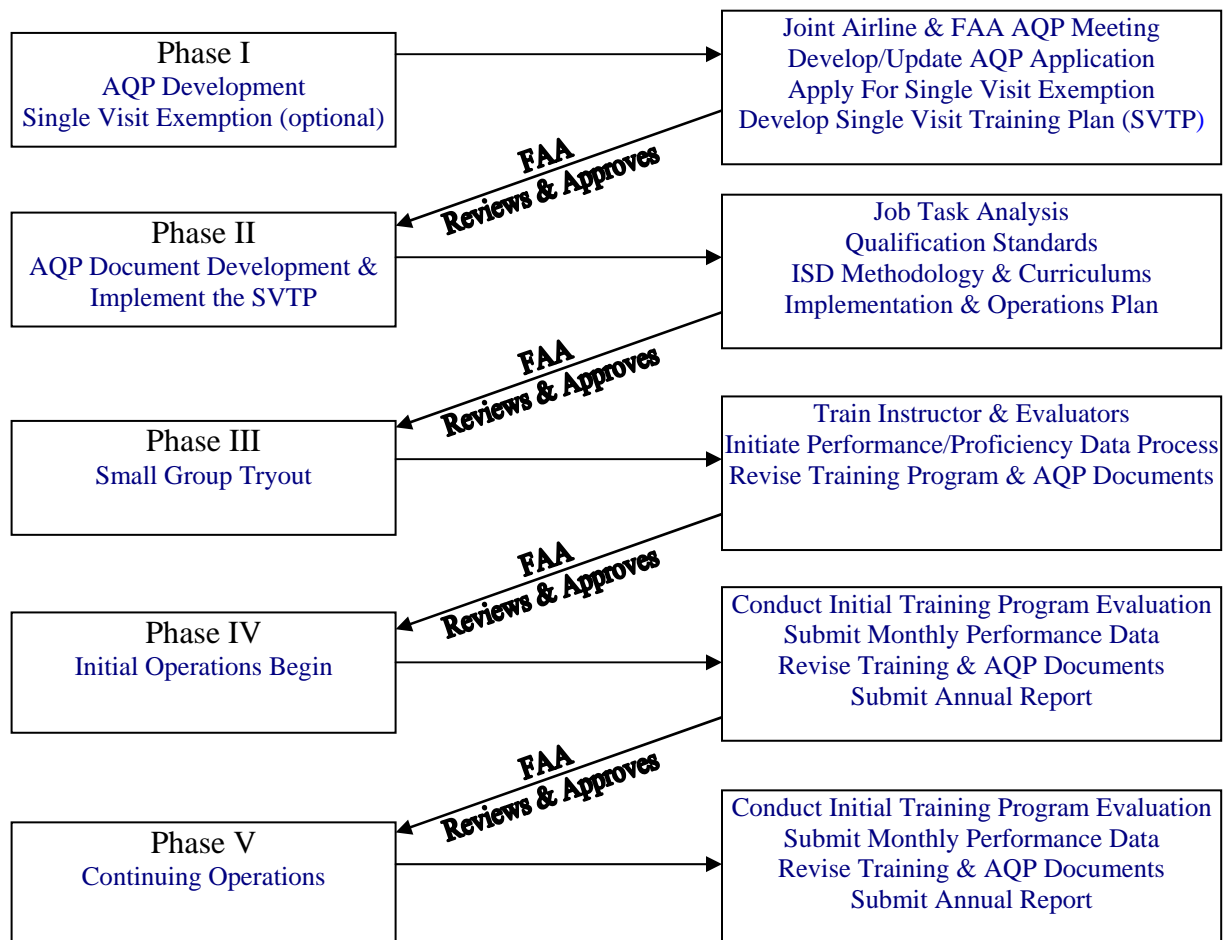 Phase I
AQP Development
Single Visit Exemption (optional)
Joint Airline & FAA AQP Meeting
Develop/Update AQP Application
Apply For Single Visit Exemption
Develop Single Visit Training Plan (SVTP)
FAA
Reviews & Approves
Phase II
AQP Document Development &
Implement the SVTP
Job Task Analysis
Qualification Standards
ISD Methodology & Curriculums
Implementation & Operations Plan
FAA
Reviews & Approves
Phase III
Small Group Tryout
Train Instructor & Evaluators
Initiate Performance/Proficiency Data Process
Revise Training Program & AQP Documents
FAA
Reviews & Approves
Phase IV
Initial Operations Begin
Conduct Initial Training Program Evaluation
Submit Monthly Performance Data
Revise Training & AQP Documents
Submit Annual Report
FAA
Reviews & Approves
Phase V
Continuing Operations
Conduct Initial Training Program Evaluation
Submit Monthly Performance Data
Revise Training & AQP Documents
Submit Annual Report